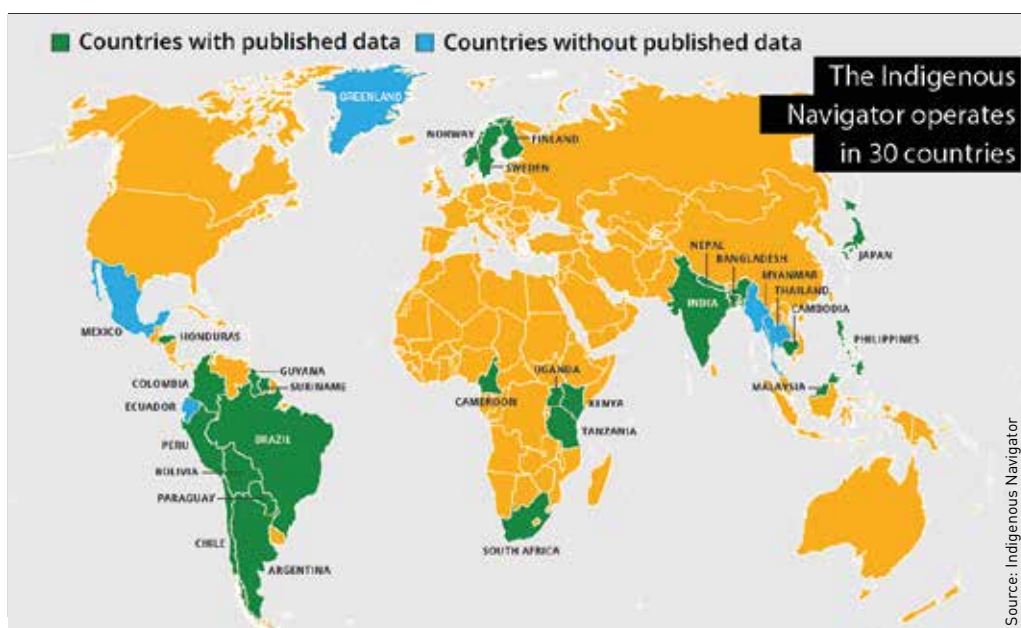 Countries with published data
Countries without published data
The Indigenous
Navigator operates
in 30 countries
GREENLAND
NORWAY
FINLAND
SWEDEN
JAPAN
NEPAL
BANGLADESH
MYANMAR
INDIA
THAILAND
CAMBODIA
MEXICO
HONDURAS
PHILIPPINES
GUYANA
COLOMBIA
SURINAME
UGANDA
MALAYSIA
ECUADOR
CAMEROON
KENYA
TANZANIA
PERU
BRAZIL
BOLIVIA
PARAGUAY
CHILE
SOUTH AFRICA
ARGENTINA
Source: Indigenous Navigator